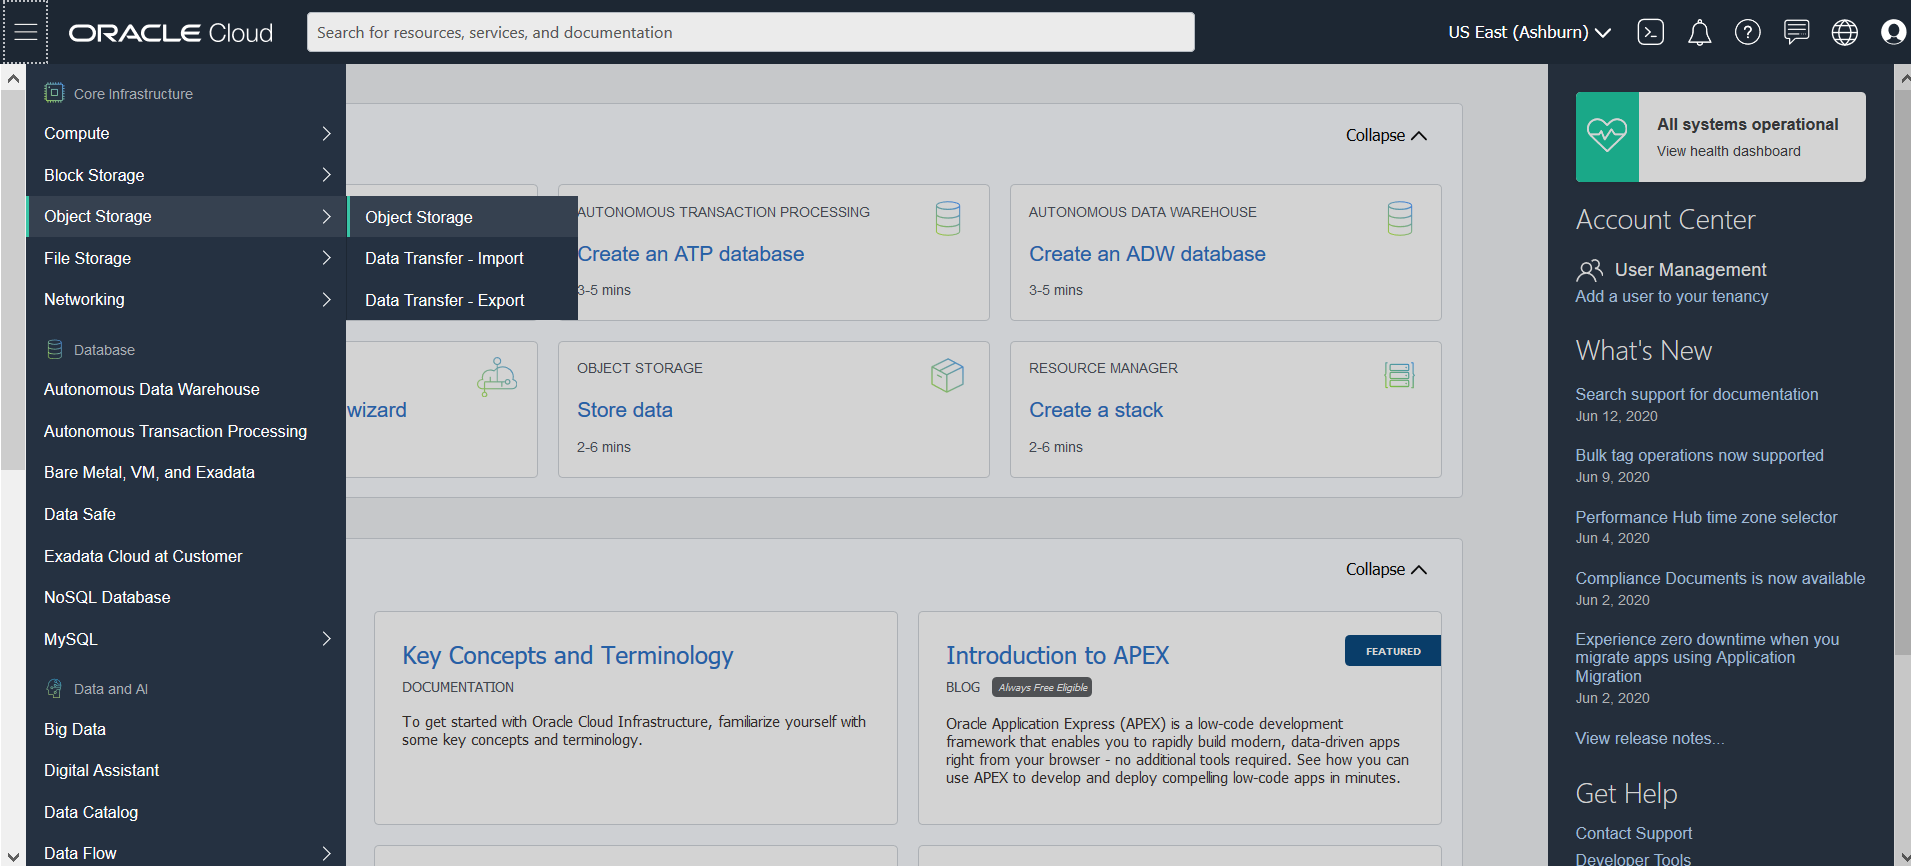 ORACLE Cloud
Search for resources, services, and documentation
US East (Ashburn)
Core Infrastructure
Compute
Block Storage
Object Storage
File Storage
Networking
Database
Autonomous Data Warehouse
Autonomous Transaction Processing
Bare Metal, VM, and Exadata
Data Safe
Exadata Cloud at Customer
NoSQL Database
MySQL
Data and AI
Big Data
Digital Assistant
Data Catalog
Data Flow
Object Storage
Data Transfer - Import
Data Transfer - Export
Collapse
AUTONOMOUS TRANSACTION PROCESSING
Create an ATP database
3-5 mins
AUTONOMOUS DATA WAREHOUSE
Create an ADW database
3-5 mins
wizard
OBJECT STORAGE
Store data
2-6 mins
RESOURCE MANAGER
Create a stack
2-6 mins
Collapse
Key Concepts and Terminology
DOCUMENTATION
To get started with Oracle Cloud Infrastructure, familiarize yourself with
some key concepts and terminology.
Introduction to APEX
FEATURED
BLOG Always Free Eligible
Oracle Application Express (APEX) is a low-code development
framework that enables you to rapidly build modern, data-driven apps
right from your browser - no additional tools required. See how you can
use APEX to develop and deploy compelling low-code apps in minutes.
All systems operational
View health dashboard
Account Center
User Management
Add a user to your tenancy
What's New
Search support for documentation
Jun 12, 2020
Bulk tag operations now supported
Jun 9, 2020
Performance Hub time zone selector
Jun 4, 2020
Compliance Documents is now available
Jun 2, 2020
Experience zero downtime when you
migrate apps using Application
Migration
Jun 2, 2020
View release notes...
Get Help
Contact Support
Developer Tools